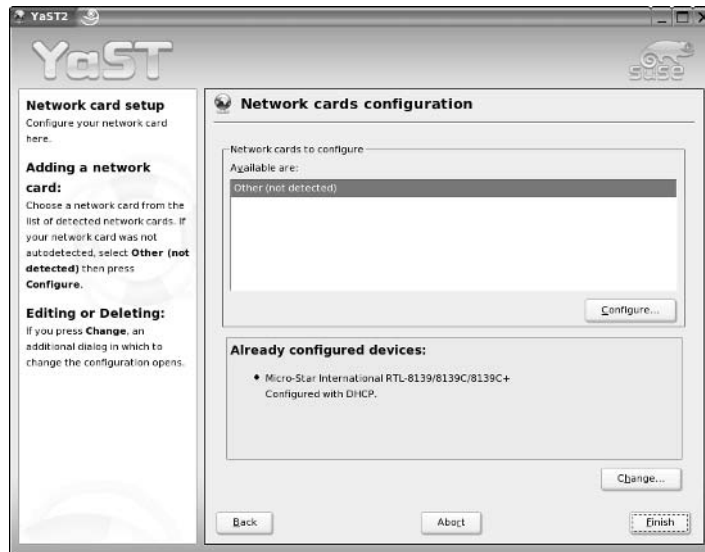 YaST2
YaST
suse
Network card setup
Configure your network card
here.
Adding a network
card:
Choose a network card from the
list of detected network cards. If
your network card was not
autodetected, select Other (not
detected) then press
Configure.
Editing or Deleting:
If you press Change, an
additional dialog in which to
change the configuration opens.
Network cards configuration
Network cards to configure
Available are:
Other (not detected)
Configure...
Already configured devices:
• Micro-Star International RTL-8139/8139C/8139C+
Configured with DHCP.
Change...
Back
Abort
Finish